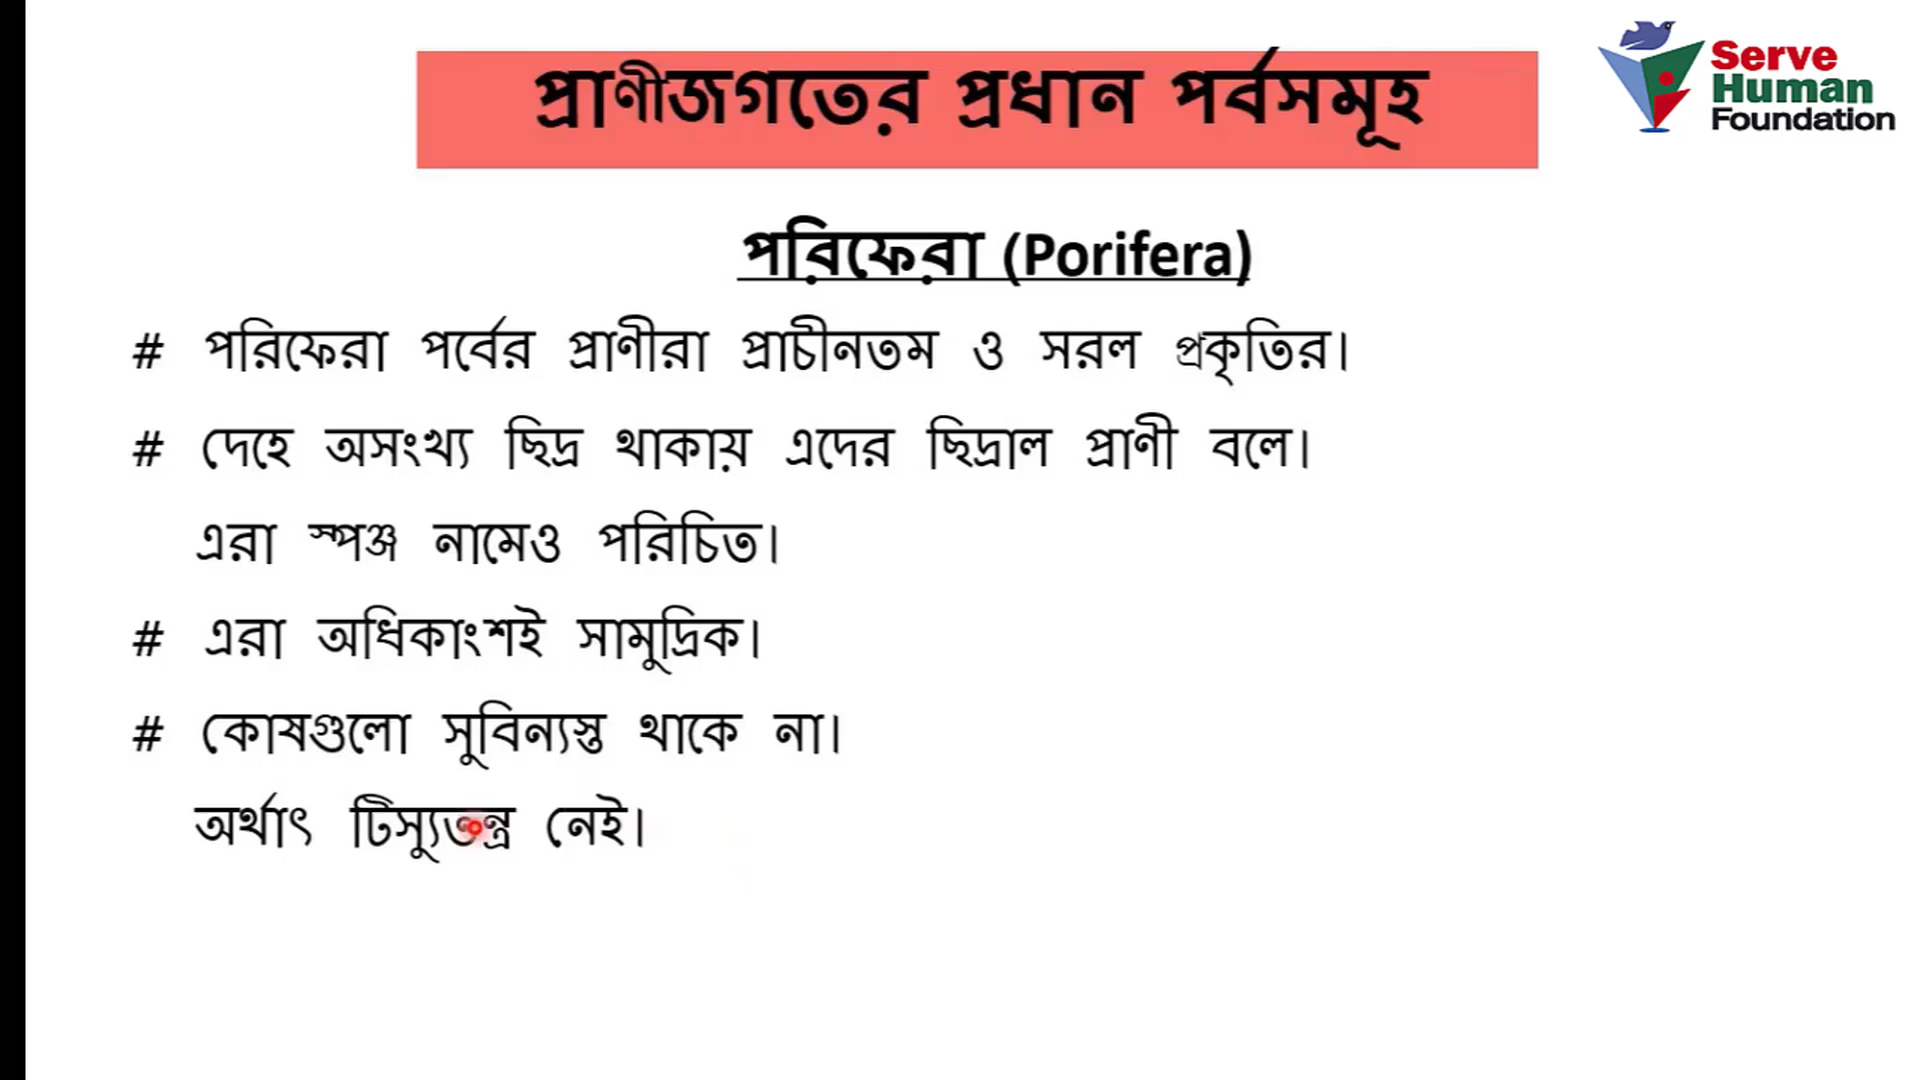 প্রাণীজগতের প্রধান পর্বসমূহ
Serve
Human
Foundation
পরিফেরা (Porifera)
# পরিফেরা পর্বের প্রাণীরা প্রাচীনতম ও সরল প্রকৃতির।
# দেহে অসংখ্য ছিদ্র থাকায় এদের ছিদ্রাল প্রাণী বলে।
এরা স্পঞ্জ নামেও পরিচিত।
# এরা অধিকাংশই সামুদ্রিক।
# কোষগুলো সুবিন্যস্ত থাকে না।
অর্থাৎ টিস্যুতন্ত্র নেই।